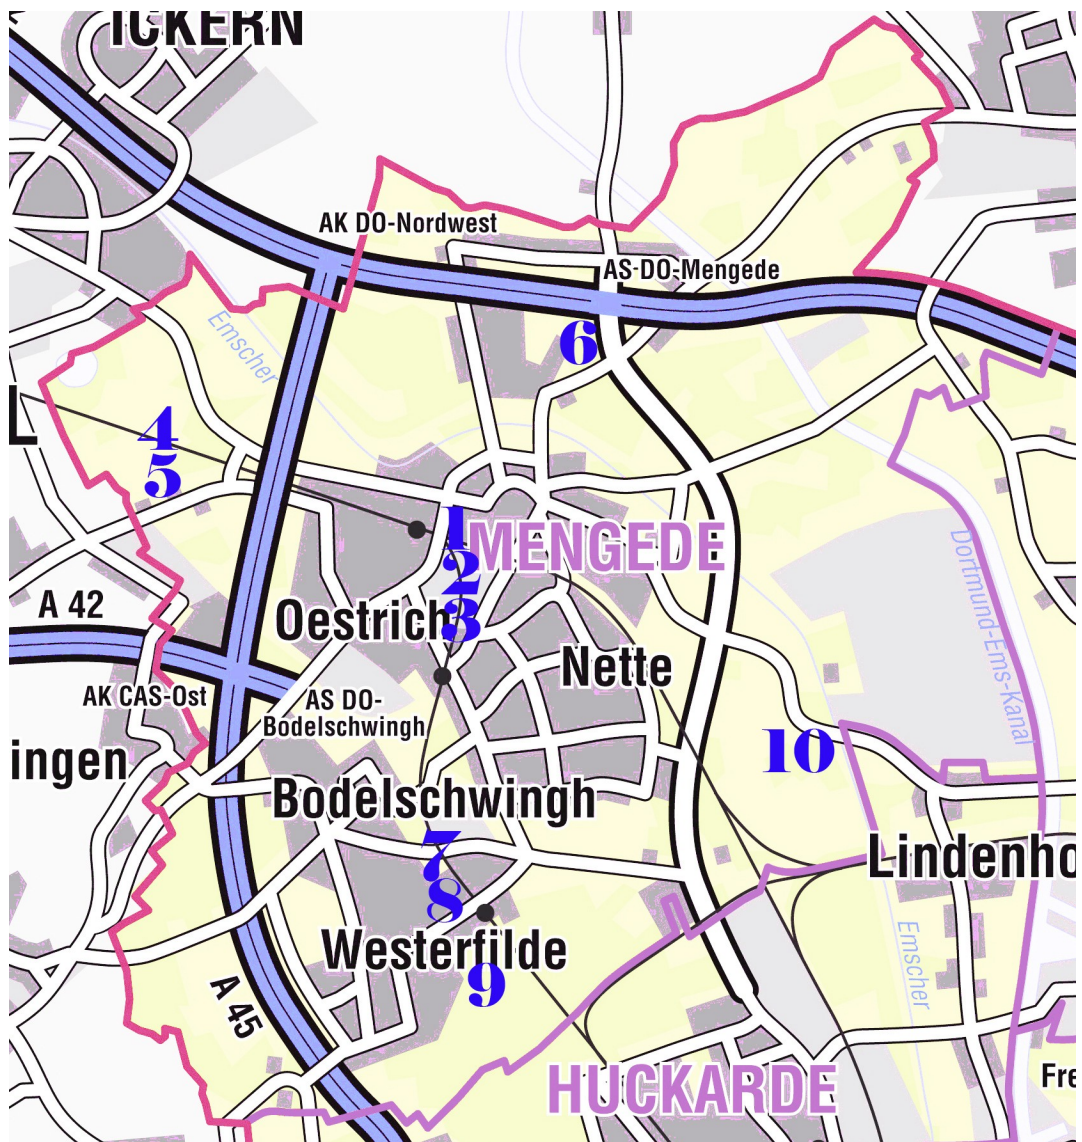 ICKERN
AK DO-Nordwest
AS-DO-Mengede
Emscher
6
L
4
5
1
MENGEDE
2
Dortmund-Ems-Kanal
A 42
3
Oestrich
Nette
AK CAS-Ost
AS DO-
Bodelschwingh
ingen
10
Bodelschwingh
7
Lindenho
8
Westerfilde
Emscher
9
A 45
Fre
HUCKARDE